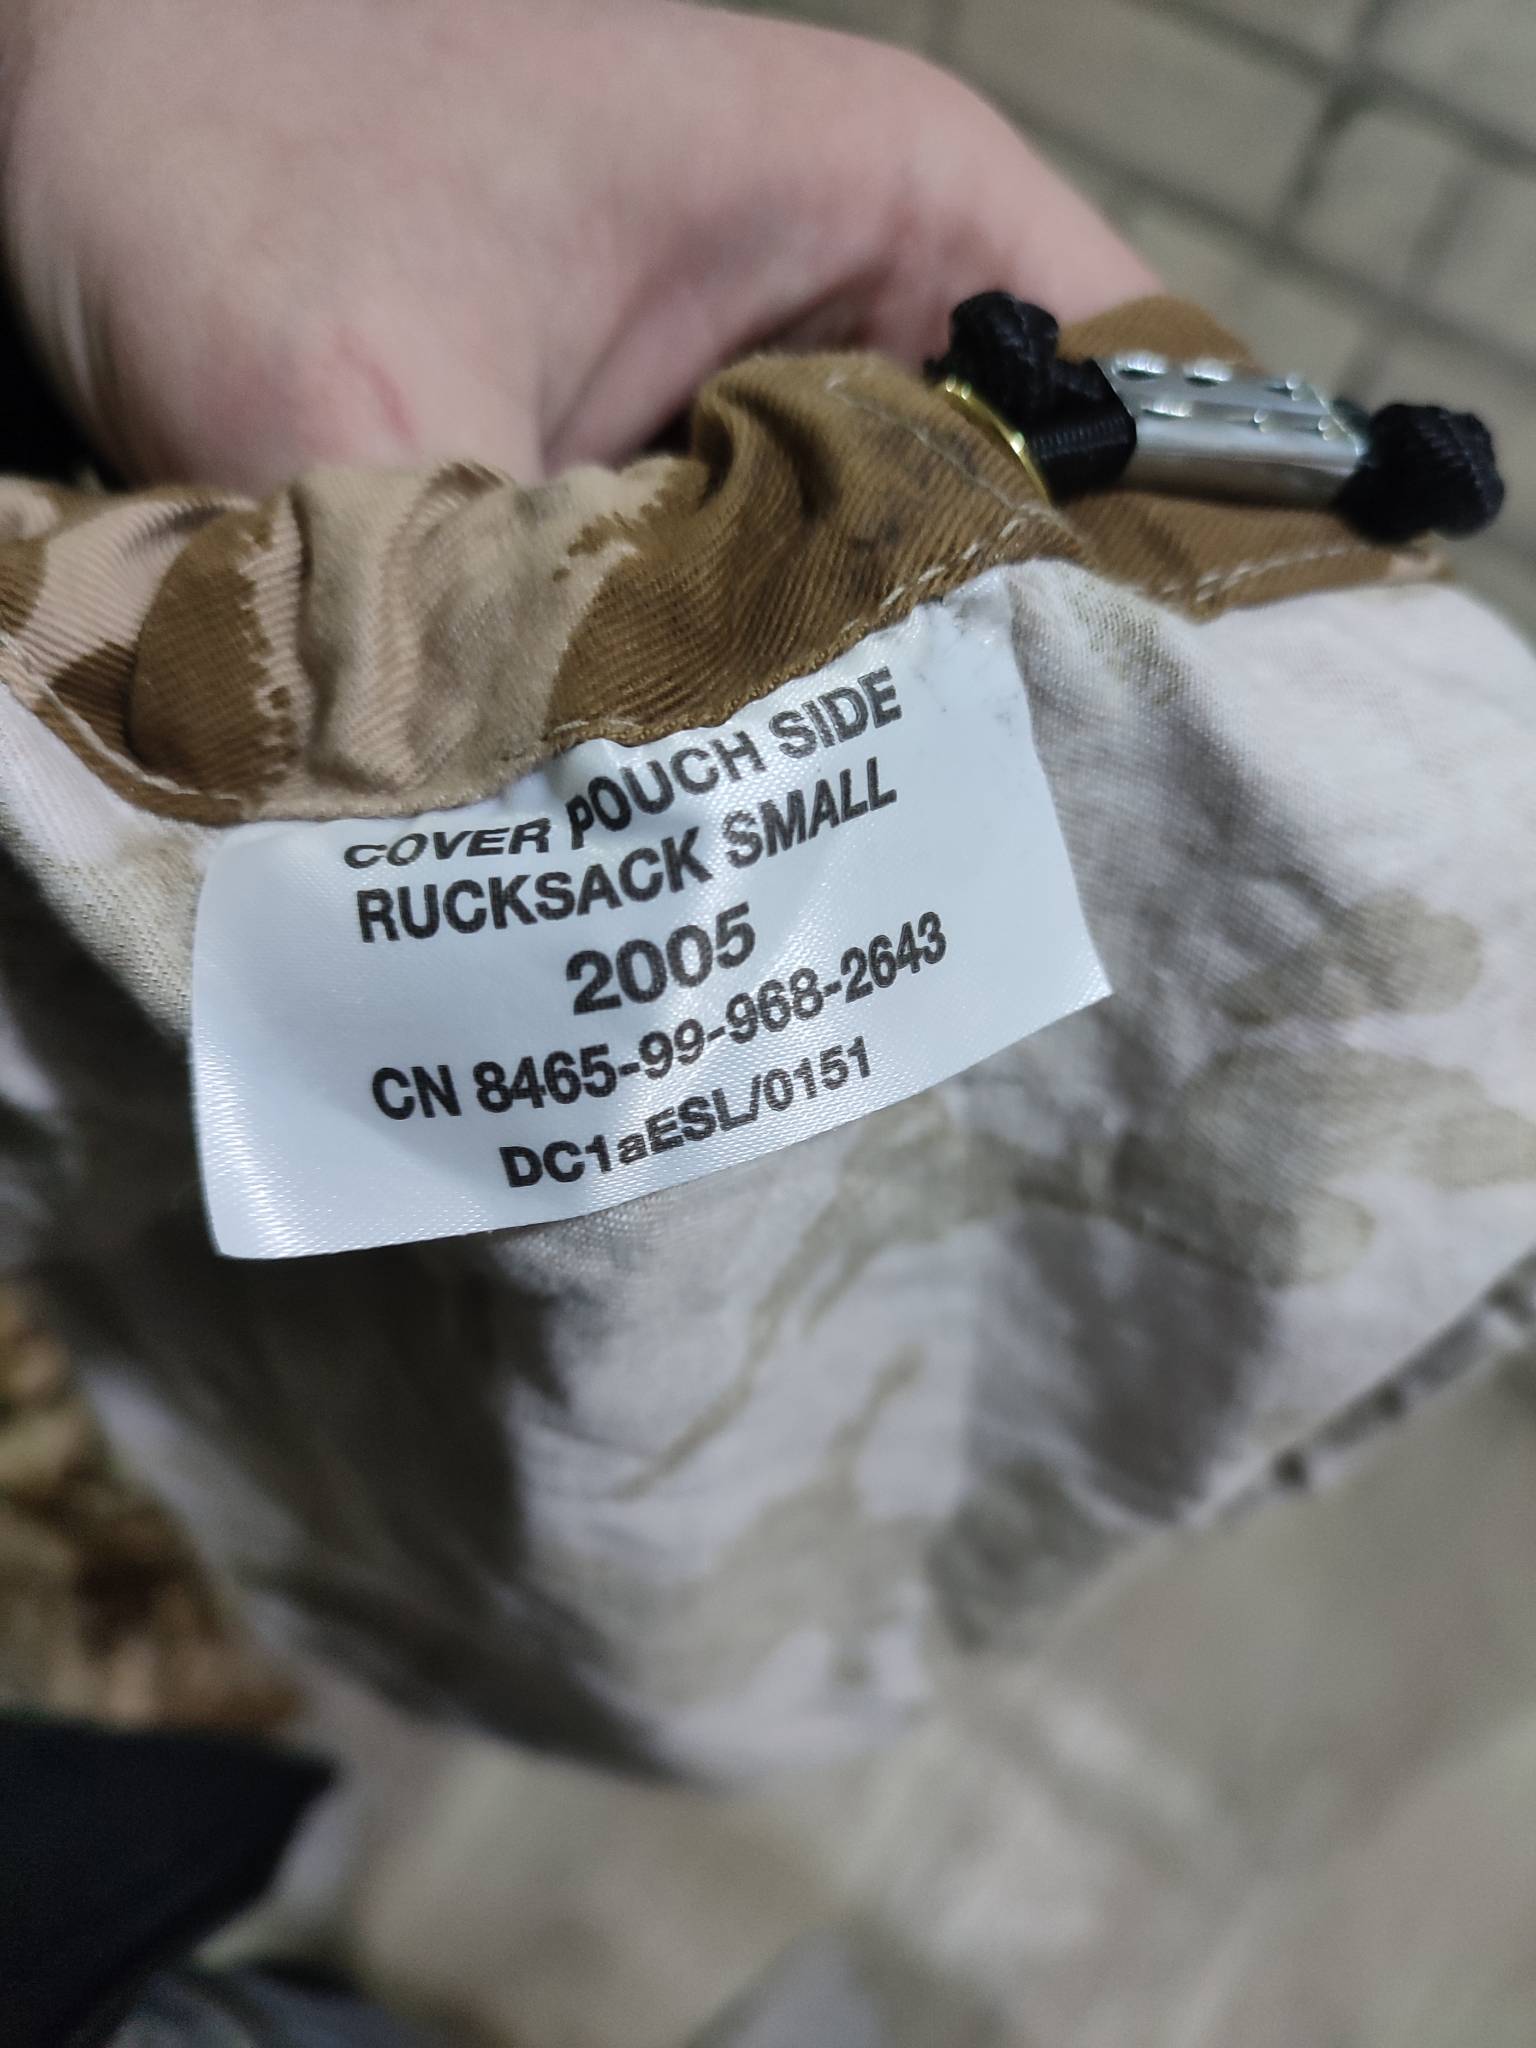 COVER POUCH SIDE
RUCKSACK SMALL
2005
CN 8465-99-968-2643
DC1aESL/0151